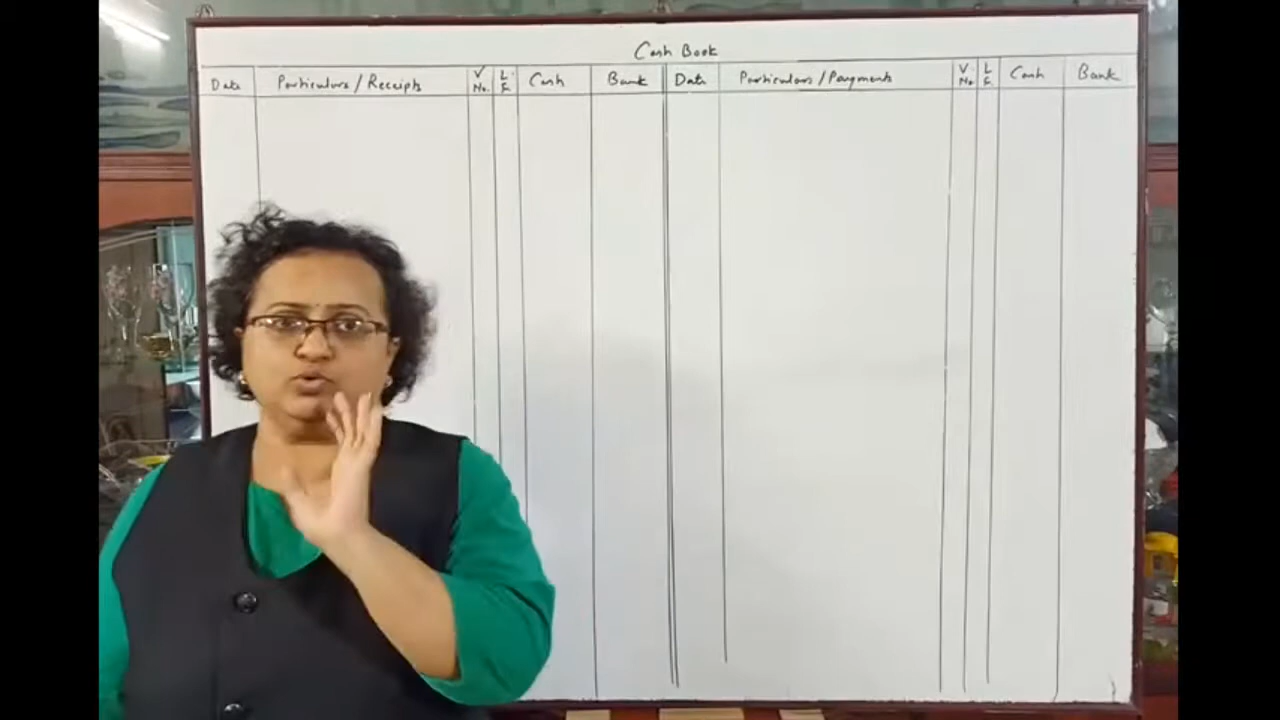 Cash Book
Date Particulars / Receipts V No. L. F. Cash Bank Date Particulars / Payments V No. L F. Cash Bank